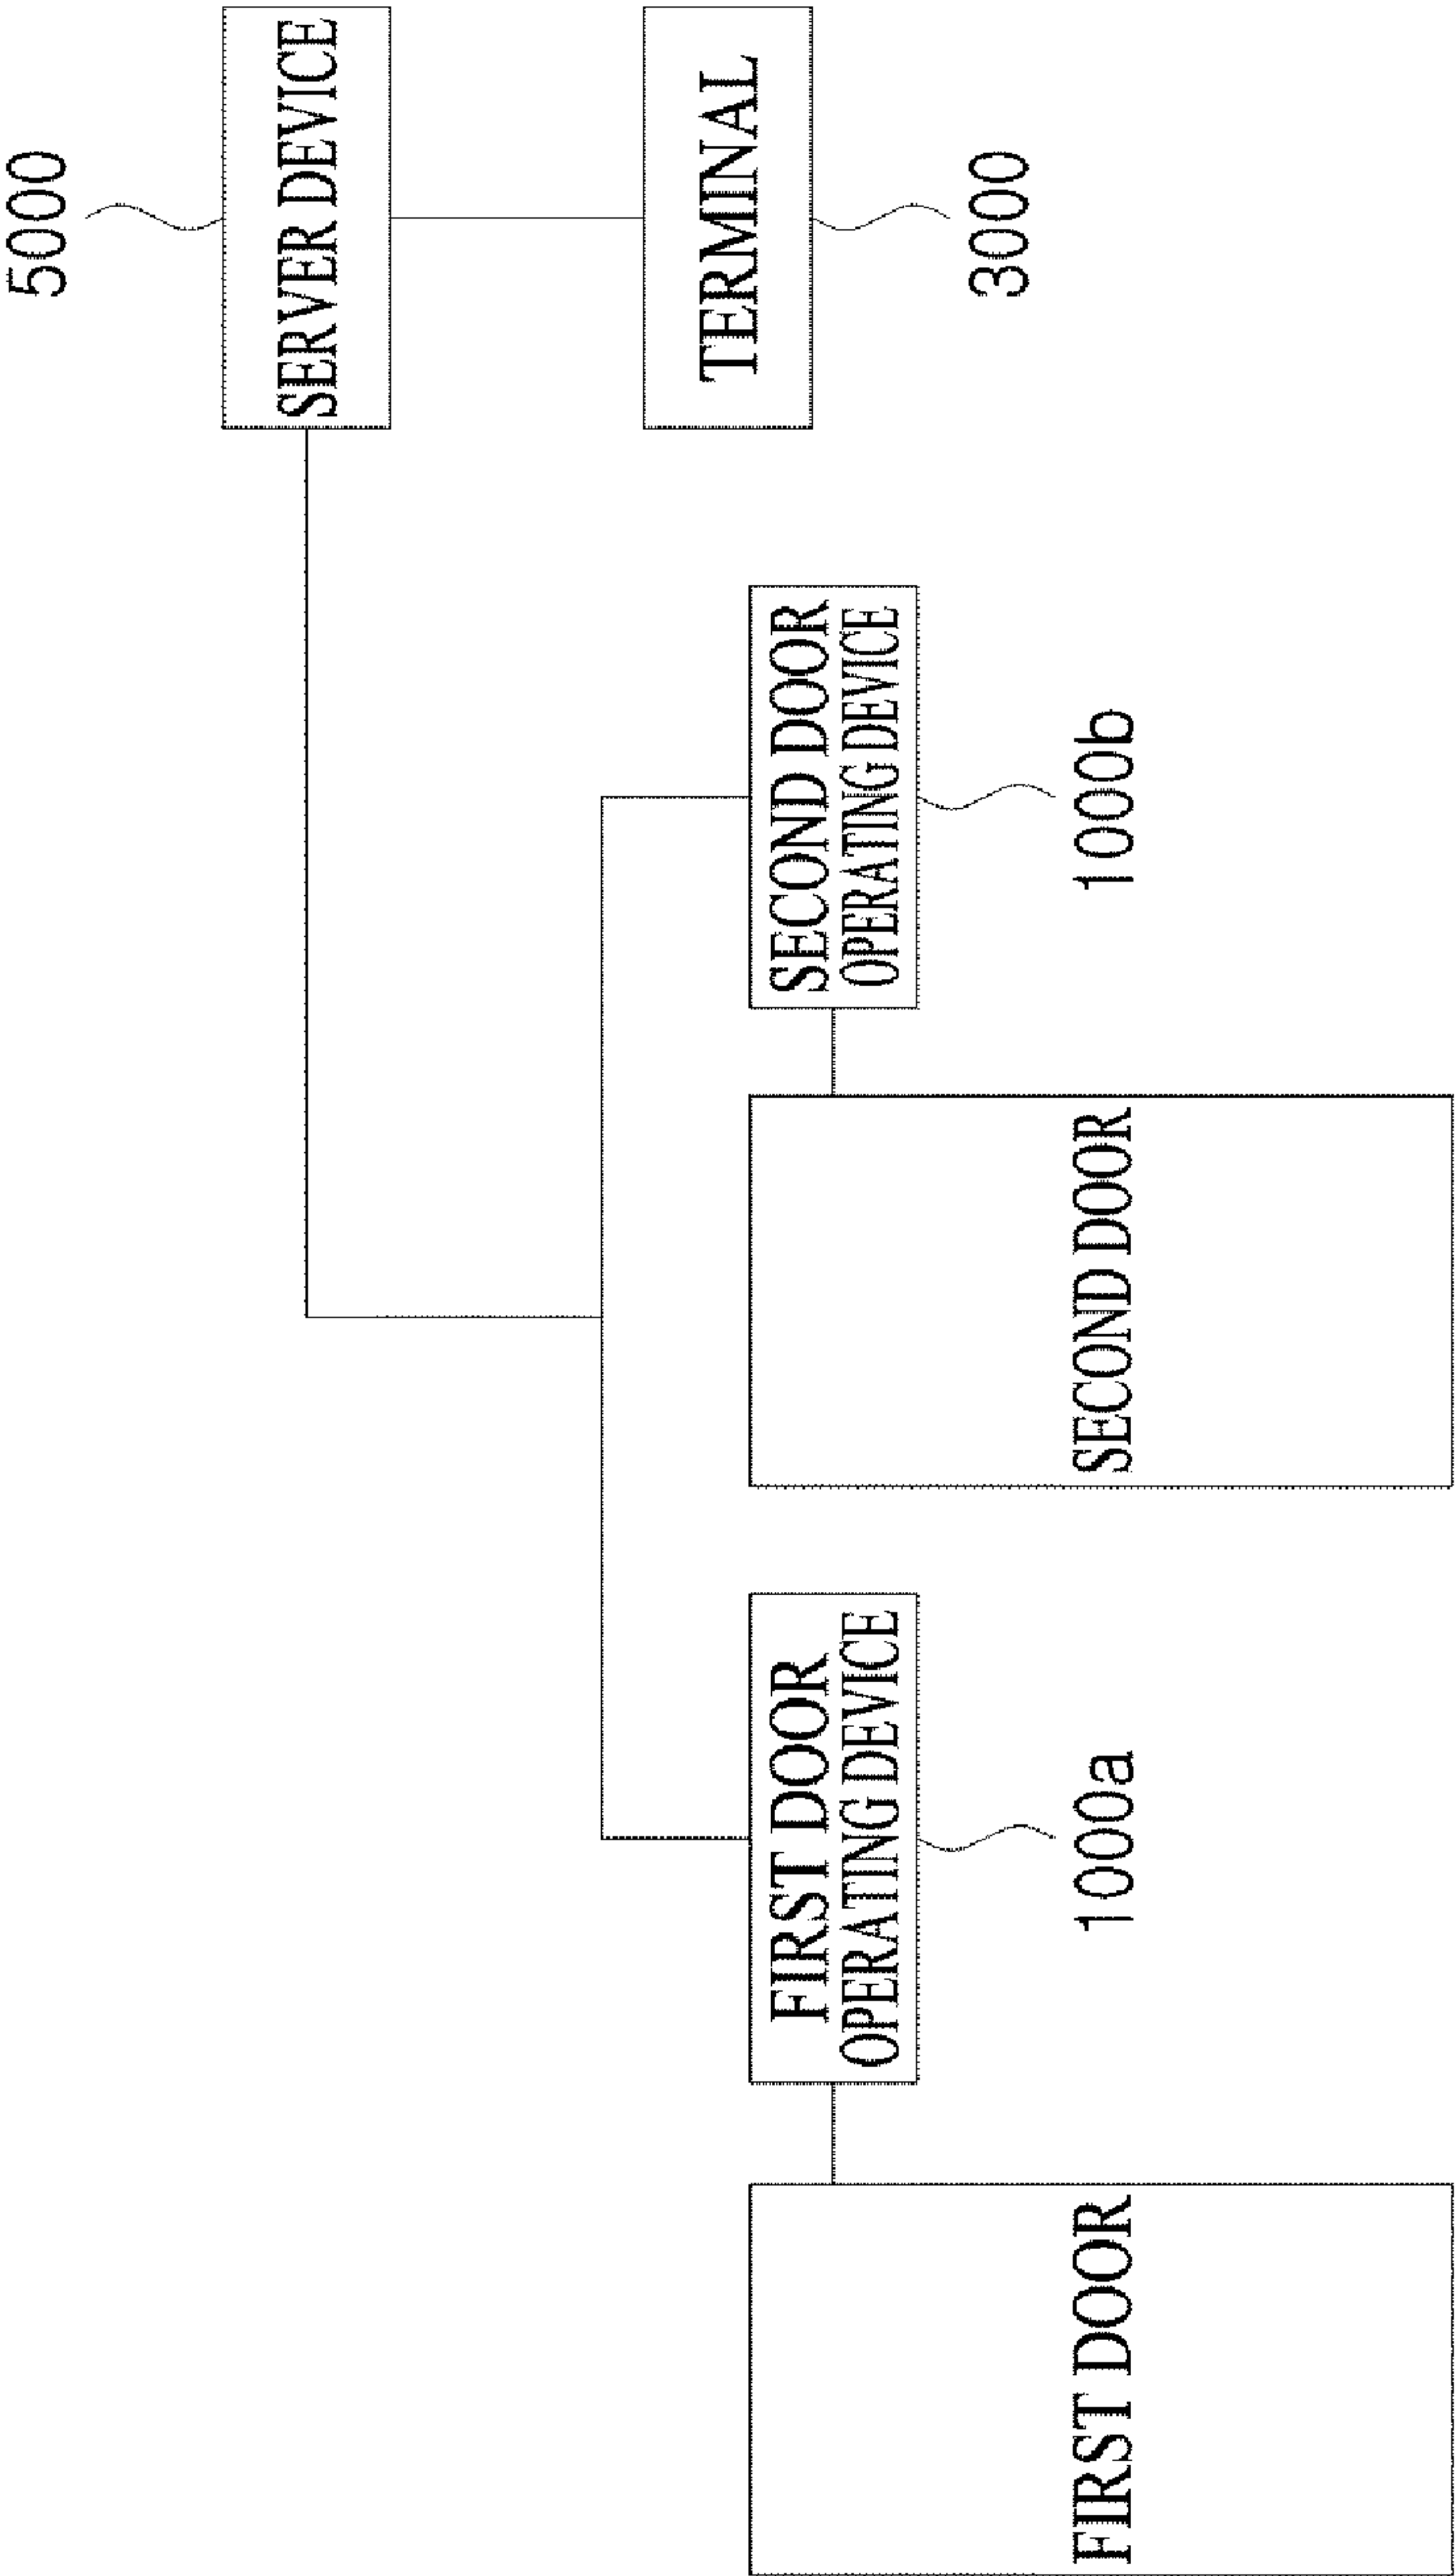 5000
SERVER DEVICE
TERMINAL
3000
FIRST DOOR
FIRST DOOR
OPERATING DEVICE
1000a
SECOND DOOR
SECOND DOOR
OPERATING DEVICE
1000b